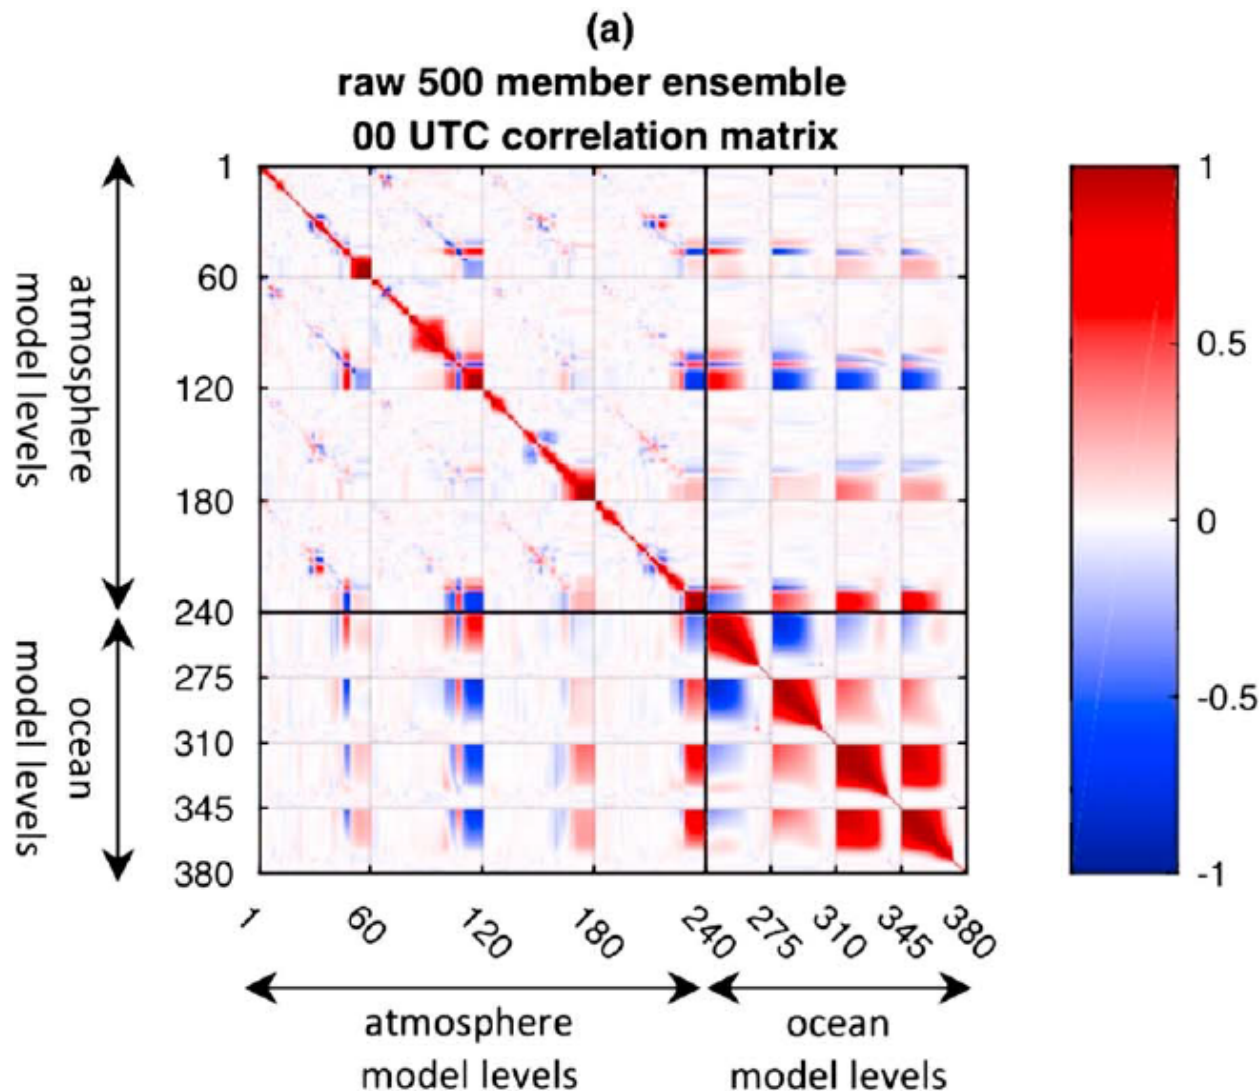 (a)
raw 500 member ensemble
00 UTC correlation matrix
1
60
120
180
240
275
310
345
380
atmosphere
model levels
ocean
model levels
1
60
120
180
240
275
310
345
380
atmosphere
model levels
ocean
model levels
1
0.5
0
-0.5
-1